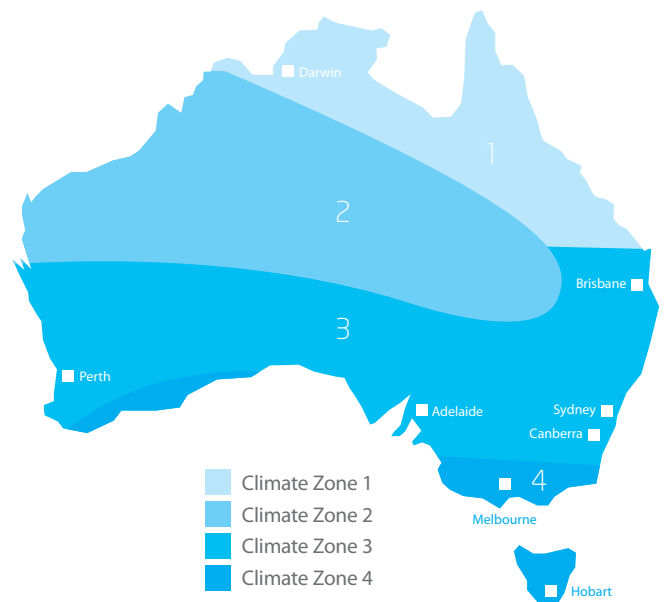 Darwin
1
2
Brisbane
3
Perth
Adelaide
Sydney
Canberra
4
Melbourne
Climate Zone 1
Climate Zone 2
Climate Zone 3
Climate Zone 4
Hobart